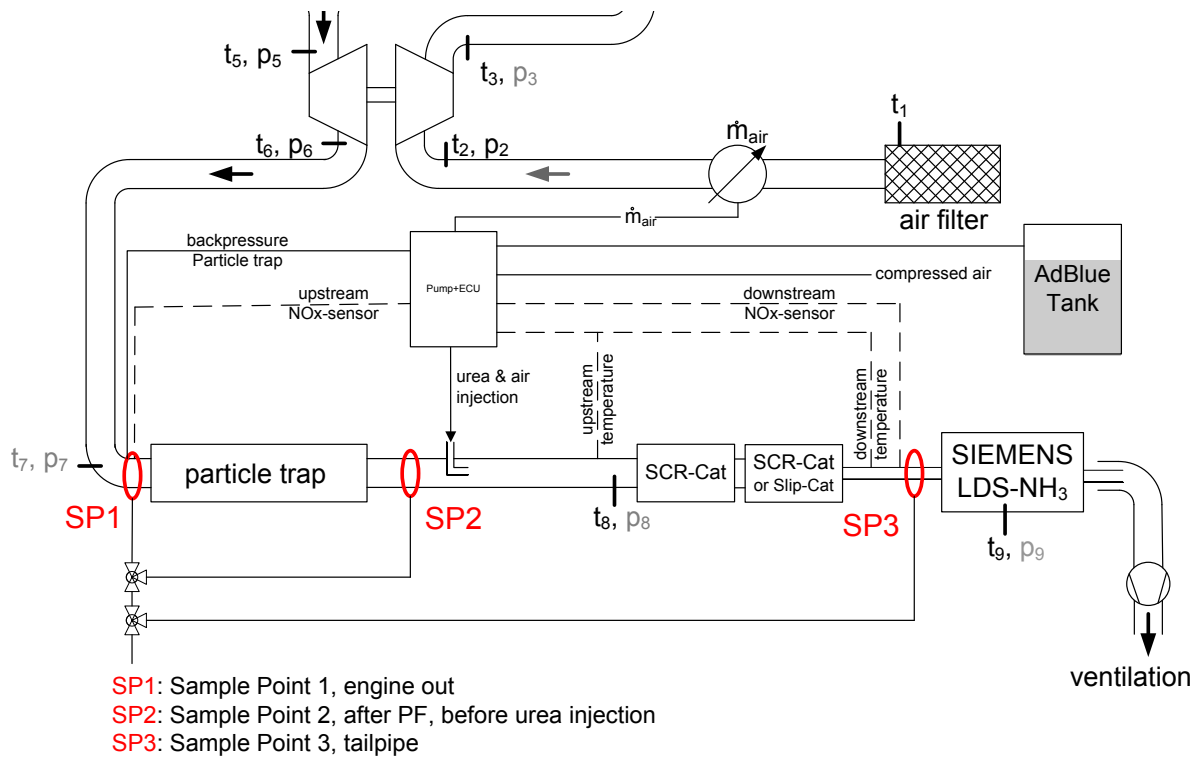 t5, p5
t3, p3
t1
ṁair
t6, p6
t2, p2
air filter
ṁair
backpressure
Particle trap
Pump+ECU
compressed air
AdBlue
Tank
upstream
NOx-sensor
downstream
NOx-sensor
urea & air
injection
upstream
temperature
downstream
temperature
t7, p7
particle trap
SCR-Cat
SCR-Cat
or Slip-Cat
SIEMENS
LDS-NH3
SP1
SP2
t8, p8
SP3
t9, p9
ventilation
SP1: Sample Point 1, engine out
SP2: Sample Point 2, after PF, before urea injection
SP3: Sample Point 3, tailpipe